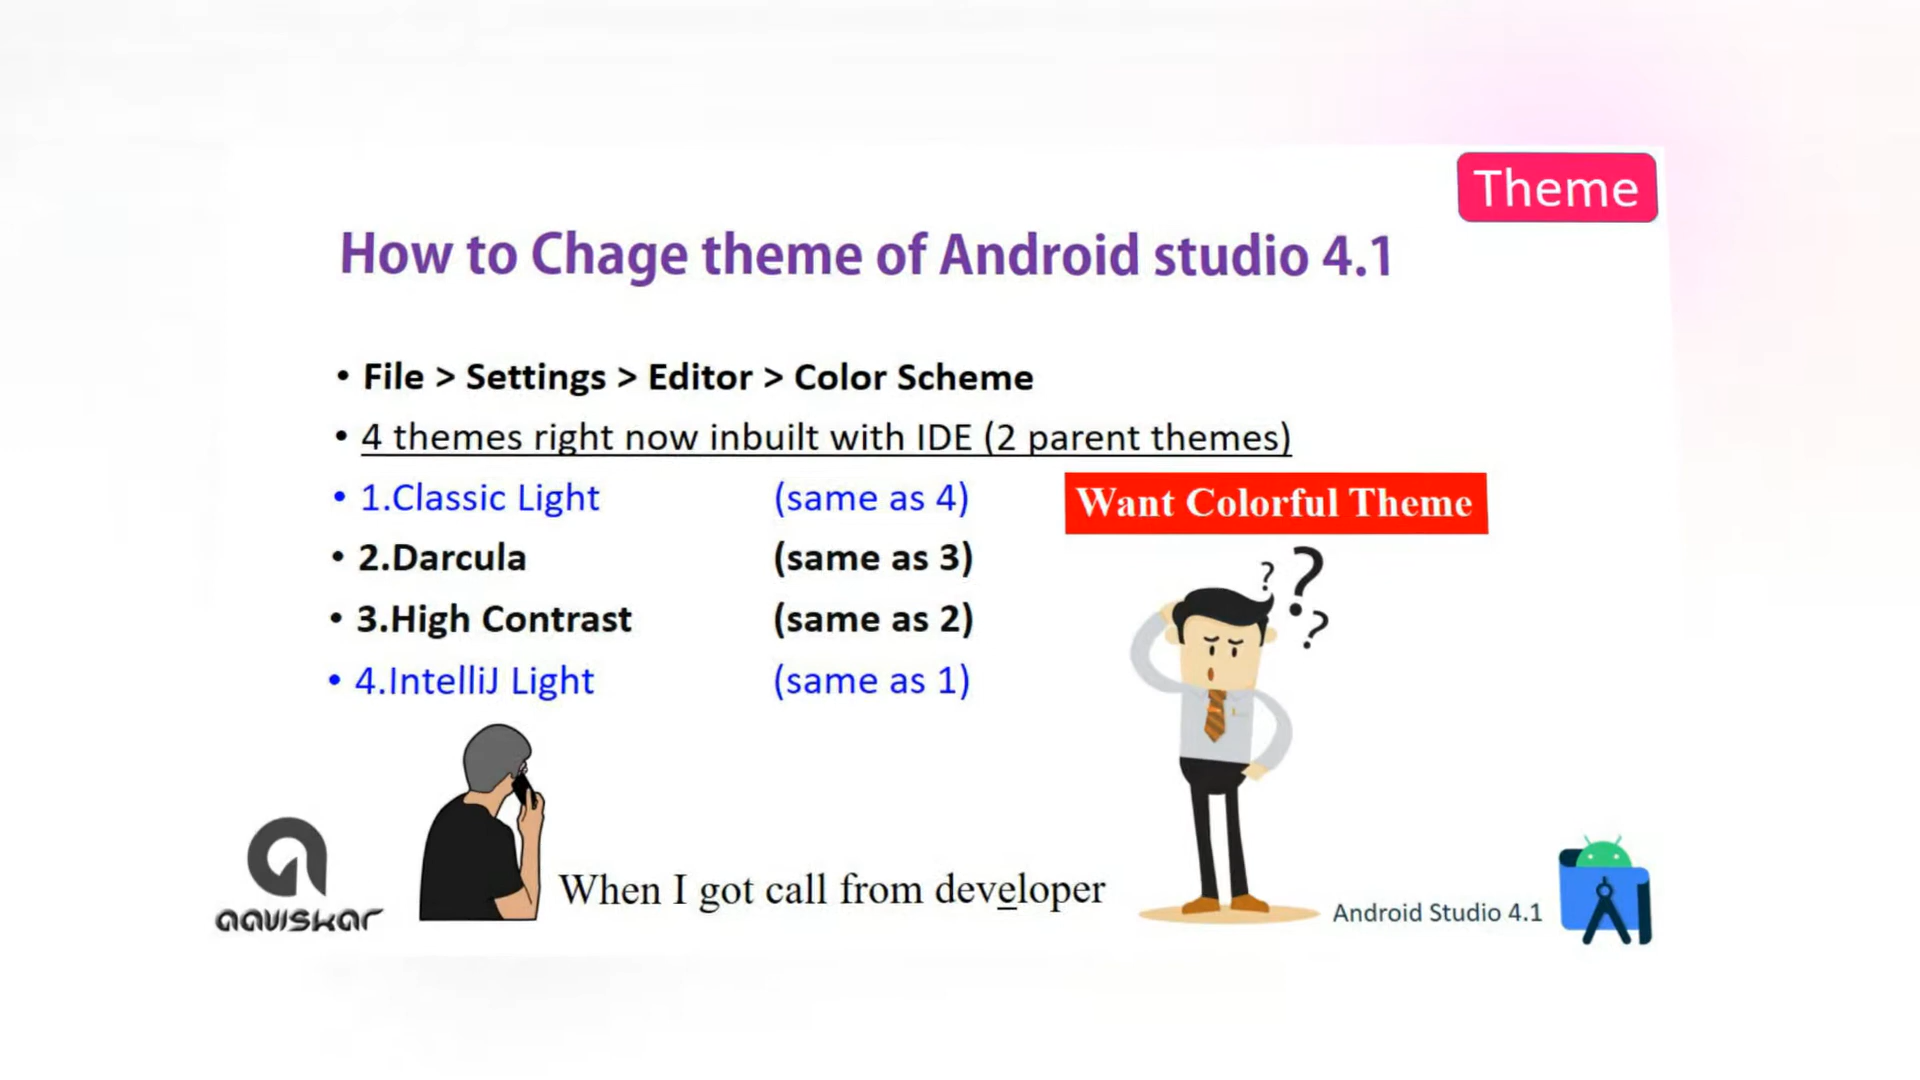 Theme
How to Chage theme of Android studio 4.1
• File > Settings > Editor > Color Scheme
• 4 themes right now inbuilt with IDE (2 parent themes)
• 1.Classic Light (same as 4)
Want Colorful Theme
• 2.Darcula (same as 3)
? ? ?
• 3.High Contrast (same as 2)
• 4.IntelliJ Light (same as 1)
aaviskar
When I got call from developer
Android Studio 4.1